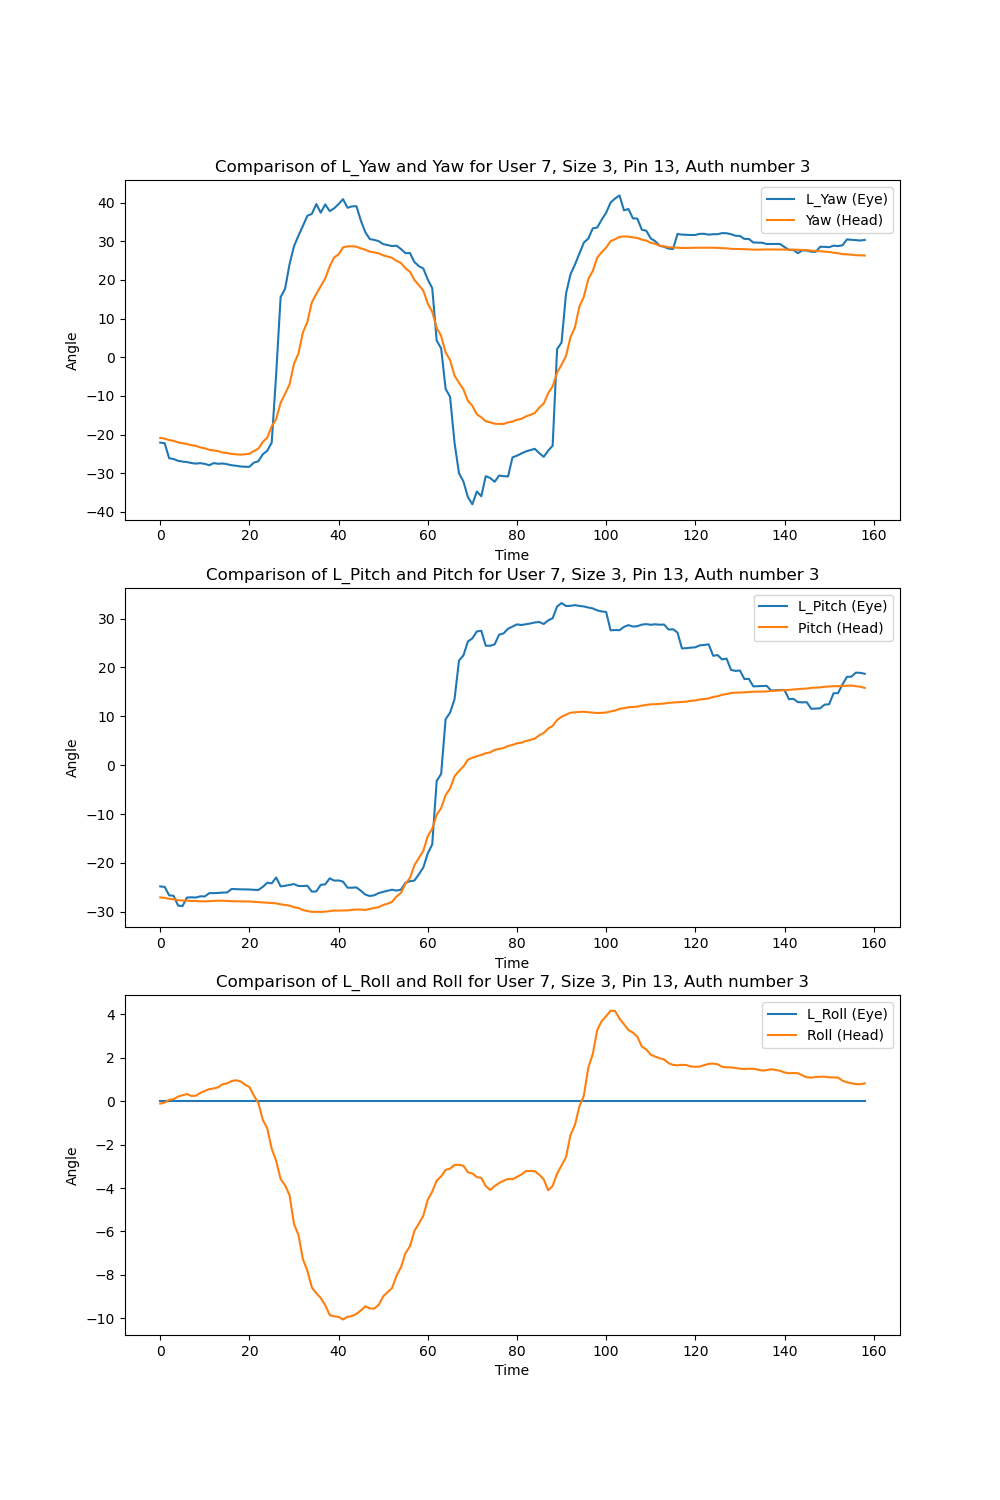 Comparison of L_Yaw and Yaw for User 7, Size 3, Pin 13, Auth number 3
L_Yaw (Eye)
Yaw (Head)
40
30
20
10
0
−10
−20
−30
−40
Angle
0 20 40 60 80 100 120 140 160
Time
Comparison of L_Pitch and Pitch for User 7, Size 3, Pin 13, Auth number 3
L_Pitch (Eye)
Pitch (Head)
30
20
10
0
−10
−20
−30
Angle
0 20 40 60 80 100 120 140 160
Time
Comparison of L_Roll and Roll for User 7, Size 3, Pin 13, Auth number 3
L_Roll (Eye)
Roll (Head)
4
2
0
−2
−4
−6
−8
−10
Angle
0 20 40 60 80 100 120 140 160
Time